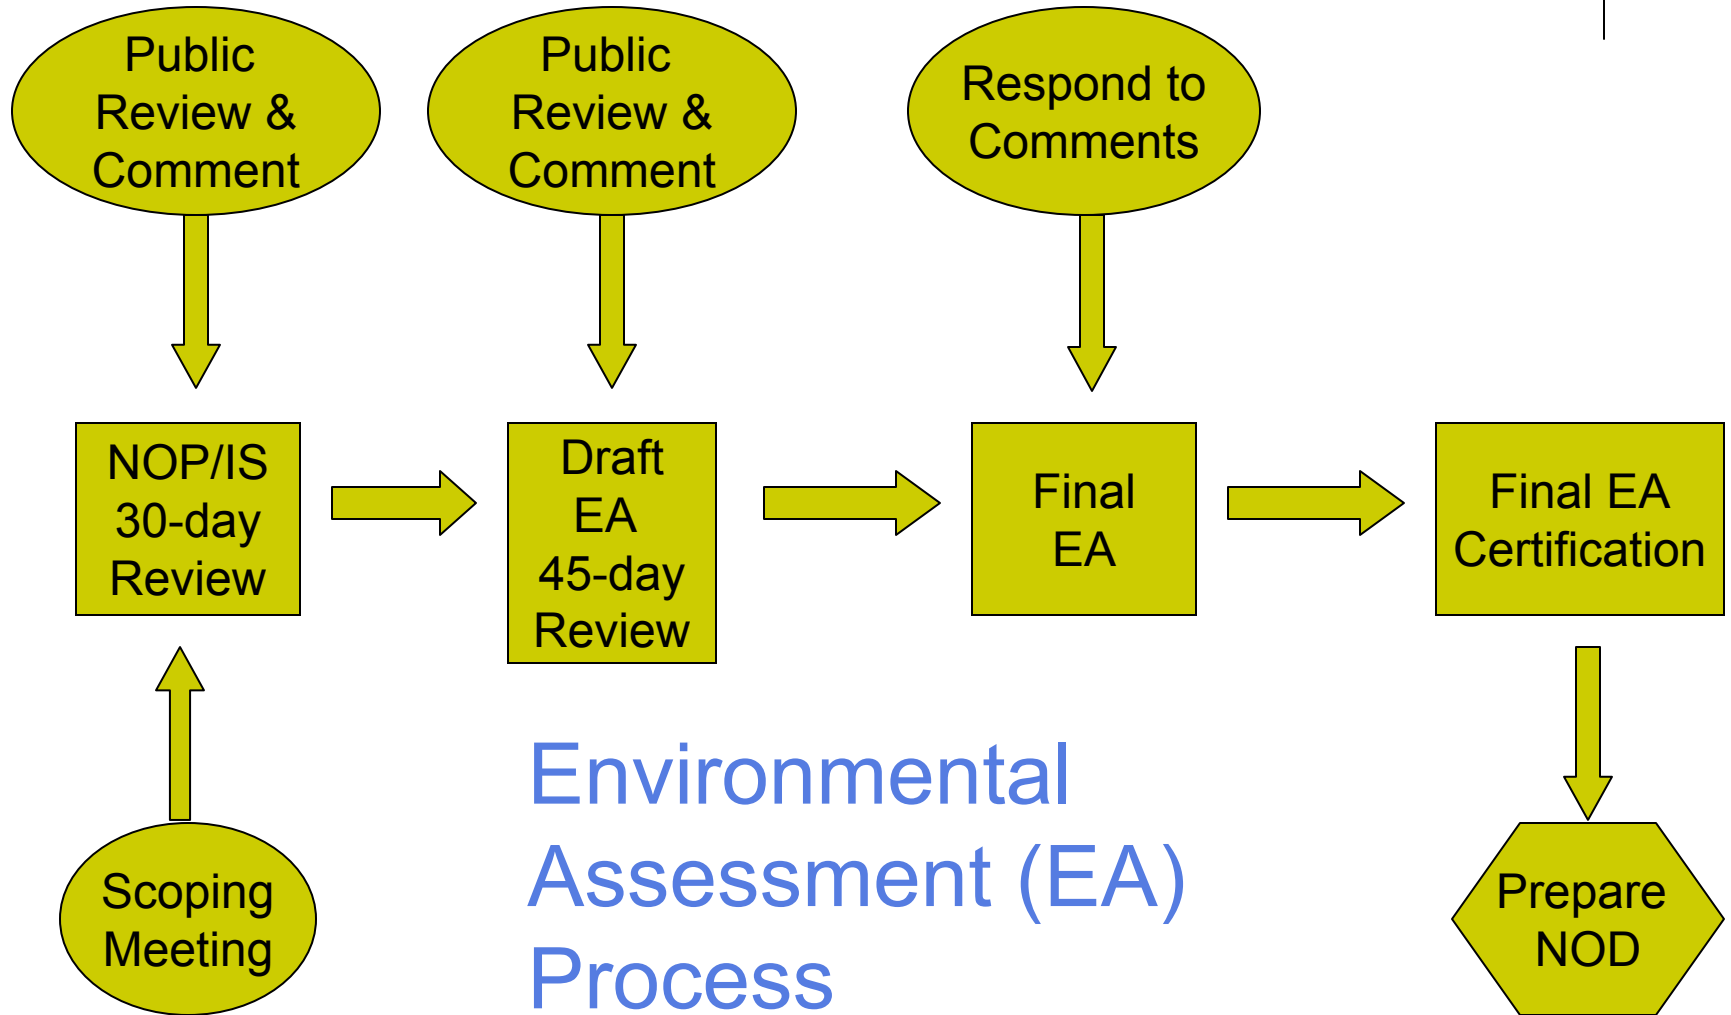 Public
Review &
Comment
Public
Review &
Comment
Respond to
Comments
NOP/IS
30-day
Review
Draft
EA
45-day
Review
Final
EA
Final EA
Certification
Scoping
Meeting
Environmental
Assessment (EA)
Process
Prepare
NOD